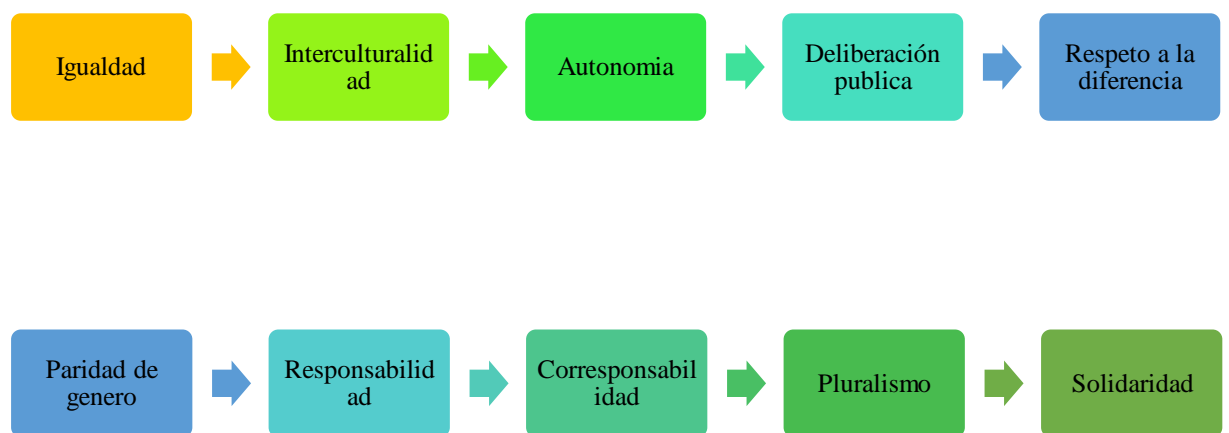 Igualdad
Interculturalid
ad
Autonomia
Deliberación
publica
Respeto a la
diferencia
Paridad de
genero
Responsabilid
ad
Corresponsabil
idad
Pluralismo
Solidaridad